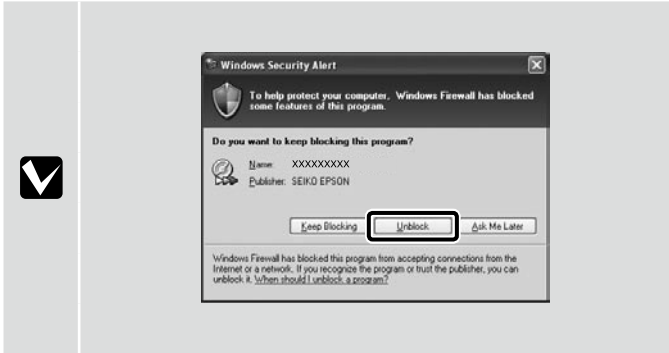 Windows Security Alert
To help protect your computer, Windows Firewall has blocked
some features of this program.
Do you want to keep blocking this program?
Name: XXXXXXXXX
Publisher: SEIKO EPSON
Keep Blocking Unblock Ask Me Later
Windows Firewall has blocked this program from accepting connections from the
Internet or a network. If you recognize the program or trust the publisher, you can
unblock it. When should I unblock a program?